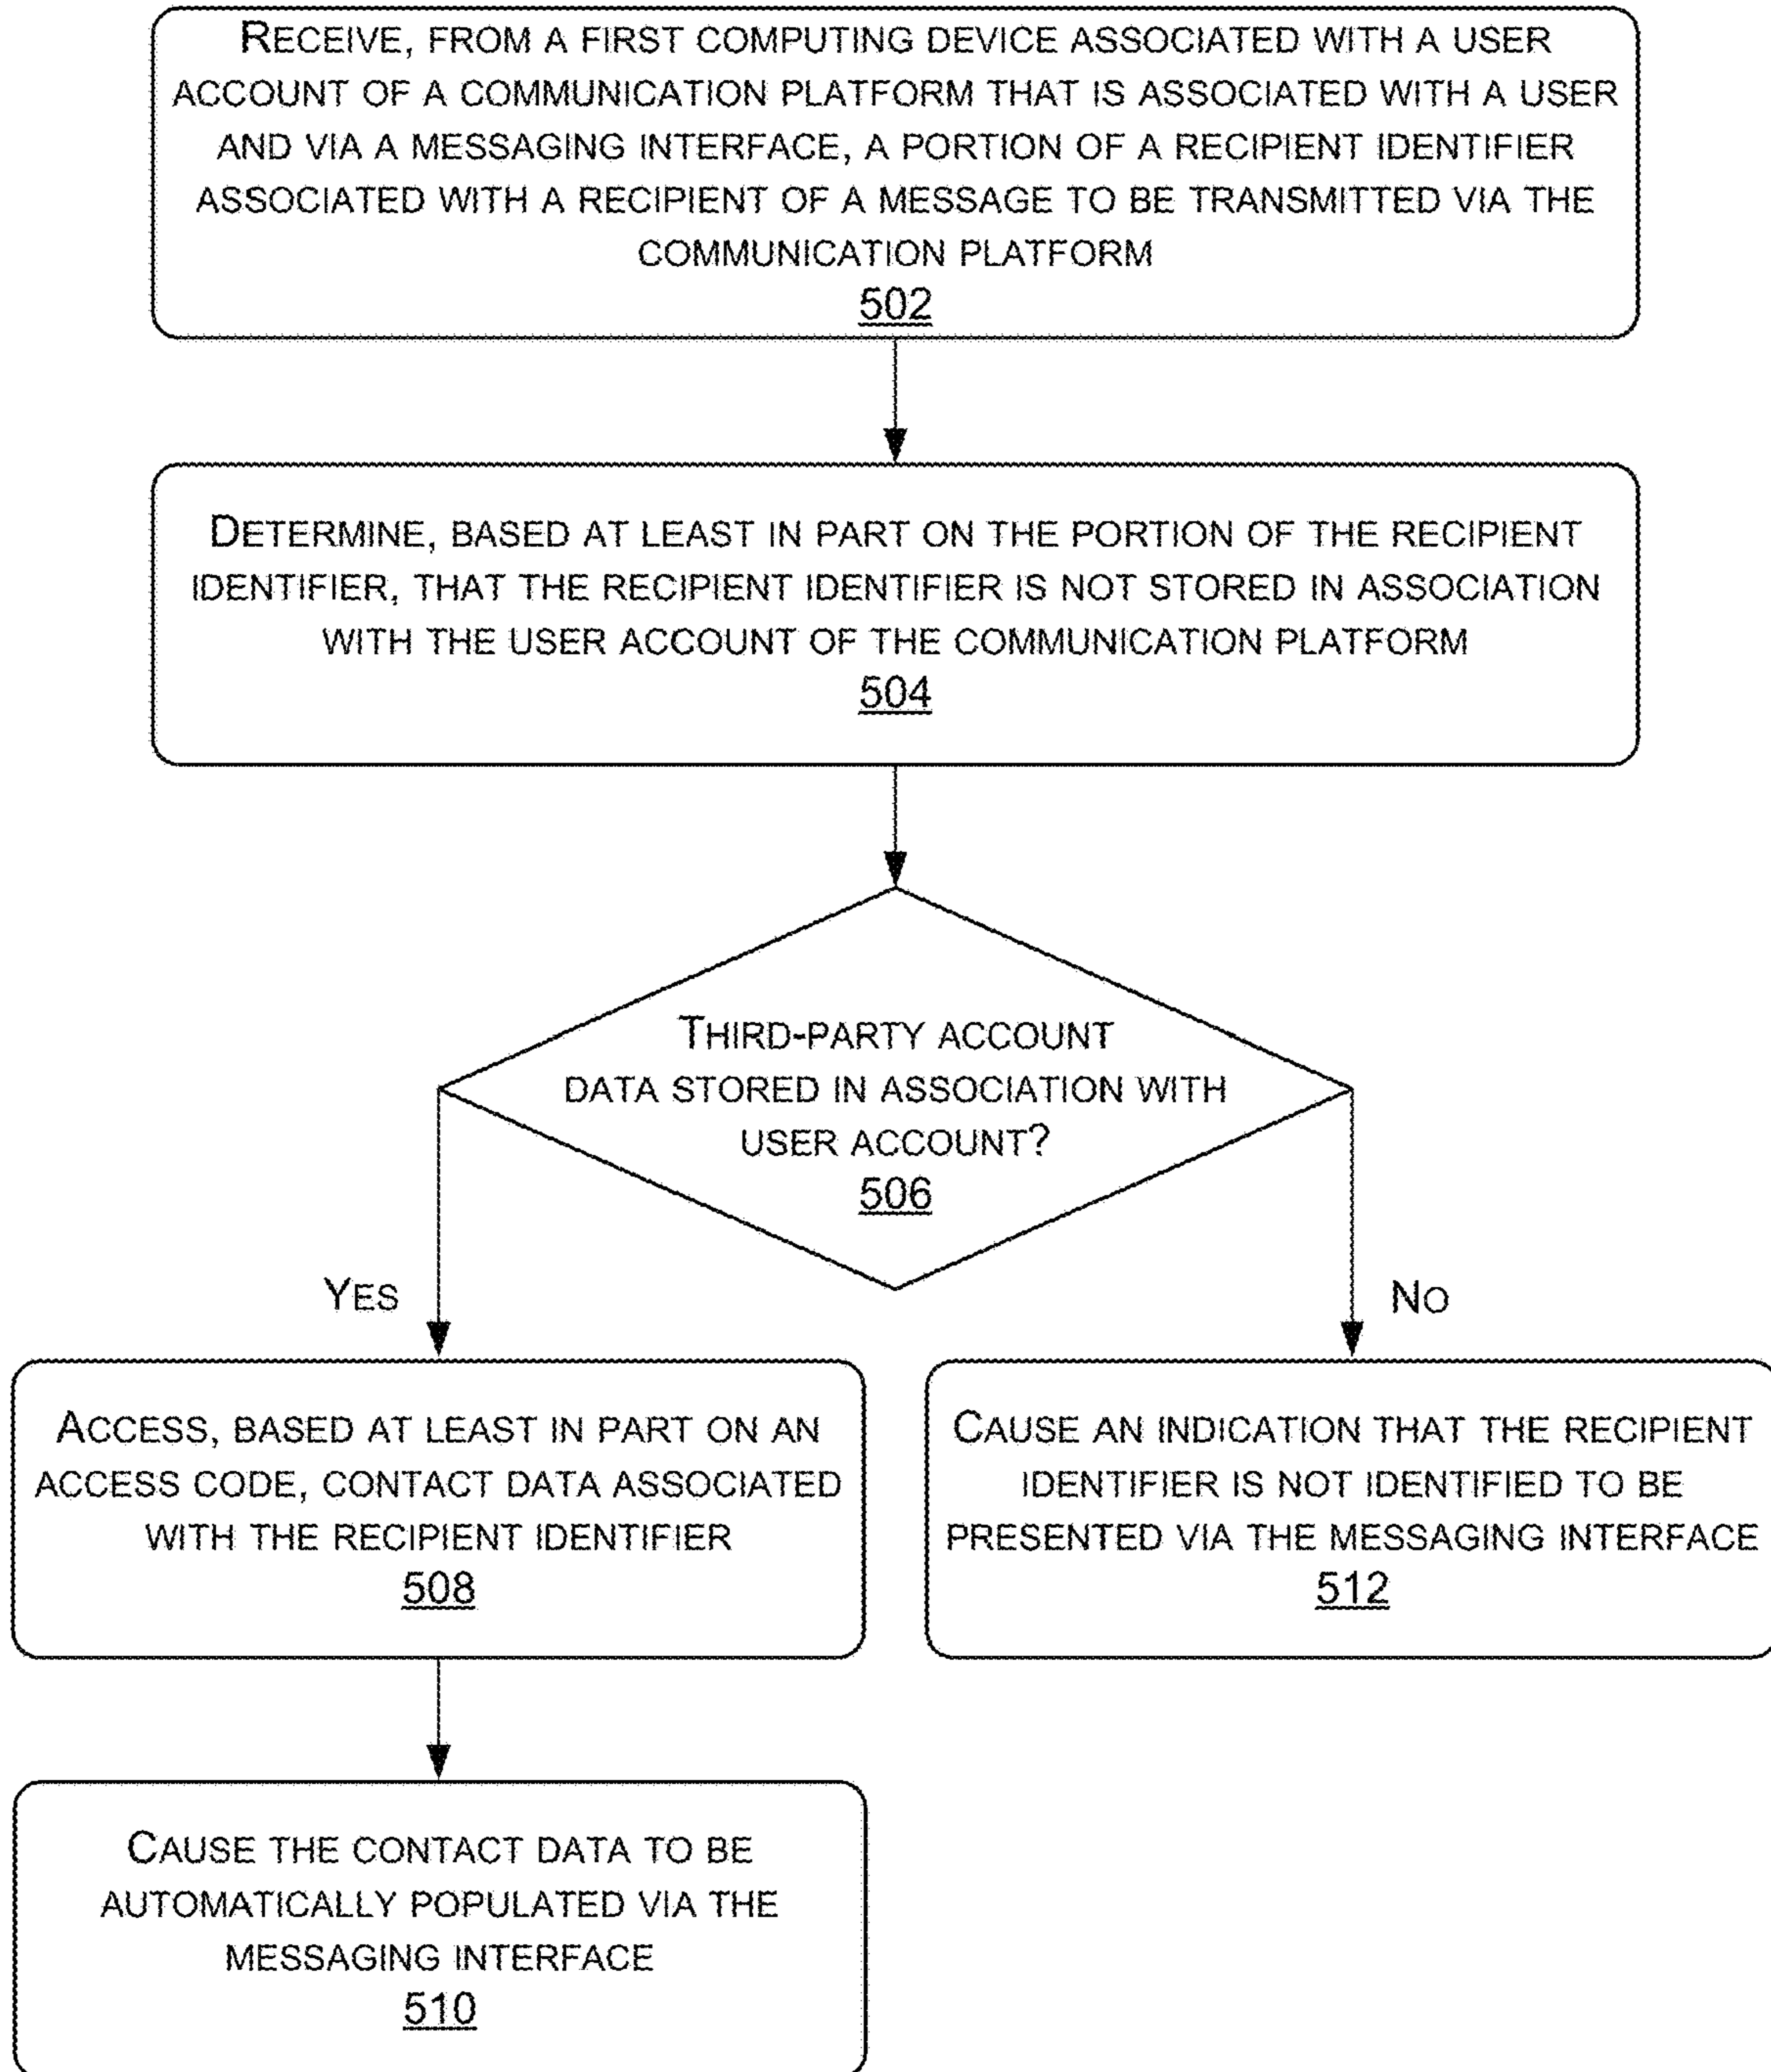 RECEIVE, FROM A FIRST COMPUTING DEVICE ASSOCIATED WITH A USER
ACCOUNT OF A COMMUNICATION PLATFORM THAT IS ASSOCIATED WITH A USER
AND VIA A MESSAGING INTERFACE, A PORTION OF A RECIPIENT IDENTIFIER
ASSOCIATED WITH A RECIPIENT OF A MESSAGE TO BE TRANSMITTED VIA THE
COMMUNICATION PLATFORM
502
DETERMINE, BASED AT LEAST IN PART ON THE PORTION OF THE RECIPIENT
IDENTIFIER, THAT THE RECIPIENT IDENTIFIER IS NOT STORED IN ASSOCIATION
WITH THE USER ACCOUNT OF THE COMMUNICATION PLATFORM
504
THIRD-PARTY ACCOUNT
DATA STORED IN ASSOCIATION WITH
USER ACCOUNT?
506
YES
NO
ACCESS, BASED AT LEAST IN PART ON AN
ACCESS CODE, CONTACT DATA ASSOCIATED
WITH THE RECIPIENT IDENTIFIER
508
CAUSE AN INDICATION THAT THE RECIPIENT
IDENTIFIER IS NOT IDENTIFIED TO BE
PRESENTED VIA THE MESSAGING INTERFACE
512
CAUSE THE CONTACT DATA TO BE
AUTOMATICALLY POPULATED VIA THE
MESSAGING INTERFACE
510